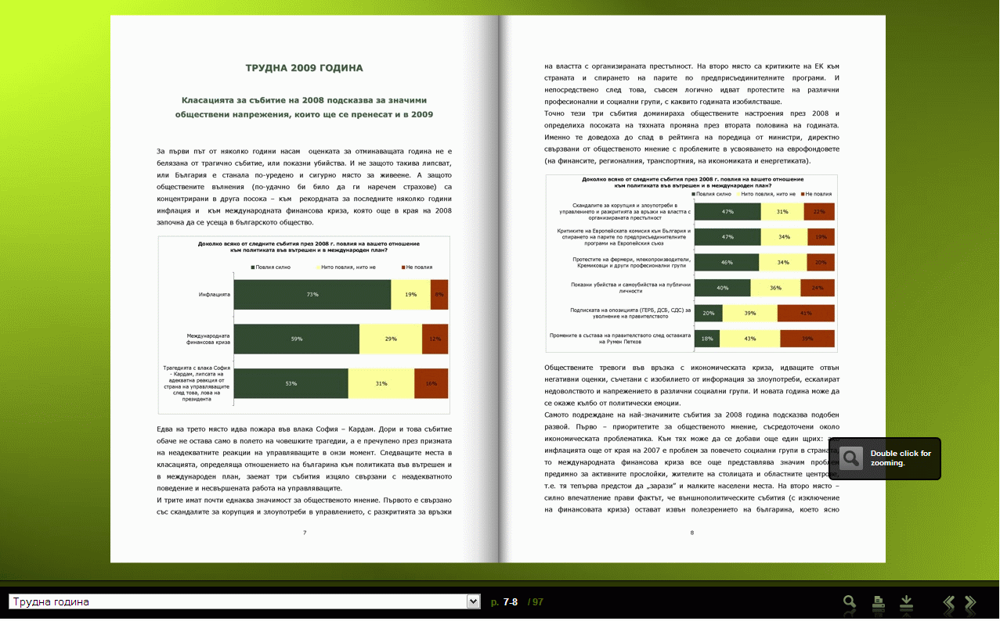 ТРУДНА 2009 ГОДИНА
Класацията за събитие на 2008 подсказва за значими
обществени напрежения, които ще се пренесат и в 2009
За първи път от няколко години насам оценката за отминаващата година не е
белязана от трагично събитие, или показни убийства. И не защото такива липсват,
или България е станала по-уредено и сигурно място за живеене. А защото
обществените вълнения (по-удачно би било да ги наречем страхове) са
концентрирани в друга посока – към рекордната за последните няколко години
инфлация и към международната финансова криза, която още в края на 2008
започна да се усеща в българското общество.
Доколко всяко от следните събития през 2008 г. повлия на вашето отношение
към политиката във вътрешен и в международен план?
Повлия силно Нито повлия, нито не Не повлия
Инфлацията 73% 19% 8%
Международната
финансова криза 59% 29% 12%
Трагедията с влака София
- Кардам, липсата на
адекватна реакция от
страна на управляващите
след това, лова на
президента
53% 31% 16%
Едва на трето място идва пожара във влака София – Кардам. Дори и това събитие
обаче не остава само в полето на човешките трагедии, а е пречупено през призмата
на неадекватните реакции на управляващите в онзи момент. Следващите места в
класацията, определяща отношението на българина към политиката във вътрешен и
в международен план, заемат три събития изцяло свързани с неадекватното
поведение и несвършената работа на управляващите.
И трите имат почти еднаква значимост за общественото мнение. Първото е свързано
със скандалите за корупция и злоупотреби в управлението, с разкритията за връзки
7
на властта с организираната престъпност. На второ място са критиките на ЕК към
страната и спирането на парите по предприсъединителните програми. И
непосредствено след това, съвсем логично идват протестите на различни
професионални и социални групи, с каквито годината изобилстваше.
Точно тези три събития доминираха обществените настроения през 2008 и
определиха посоката на тяхната промяна през втората половина на годината.
Именно те доведоха до спад в рейтинга на поредица от министри, директно
свързвани от общественото мнение с проблемите в усвояването на еврофондовете
(на финансите, регионалния, транспортния, на икономиката и енергетиката).
Доколко всяко от следните събития през 2008 г. повлия на вашето отношение
към политиката във вътрешен и в международен план?
Повлия силно Нито повлия, нито не Не повлия
Скандалите за корупция и злоупотреби в
управлението и разкритията за връзки на властта с
организираната престъпност
47% 31% 22%
Критиките на Европейската комисия към България и
спирането на парите по предприсъединителните
програми на Европейския съюз
47% 34% 19%
Протестите на фермери, млекопроизводители,
Кремиковци и други професионални групи
46% 34% 20%
Показни убийства и самоубийства на публични
личности
40% 36% 24%
Подписката на опозицията (ГЕРБ, ДСБ, СДС) за
уволнение на правителството
20% 39% 41%
Промените в състава на правителството след оставката
на Румен Петков
18% 43% 39%
Обществените тревоги във връзка с икономическата криза, идващите отвън
негативни оценки, съчетани с изобилието от информация за злоупотреби, ескалират
недоволството и напрежението в различни социални групи. И новата година може да
се окаже кълбо от политически емоции.
Самото подреждане на най-значимите събития за 2008 година подсказва подобен
развой. Първо – приоритетите за общественото мнение, съсредоточени около
икономическата проблематика. Към тях може да се добави още един щрих: ако
инфлацията още от края на 2007 е проблем за повечето социални групи в страната,
то международната финансова криза все още представлява значим проблем
предимно за активните прослойки, жителите на столицата и областните центрове,
т.е. тя тепърва предстои да „зарази” и малките населени места. На второ място –
силно впечатление прави фактът, че външнополитическите събития (с изключение
на финансовата криза) остават извън полезрението на българина, което ясно
8
Double click for
zooming.
Трудна година p. 7-8 / 97